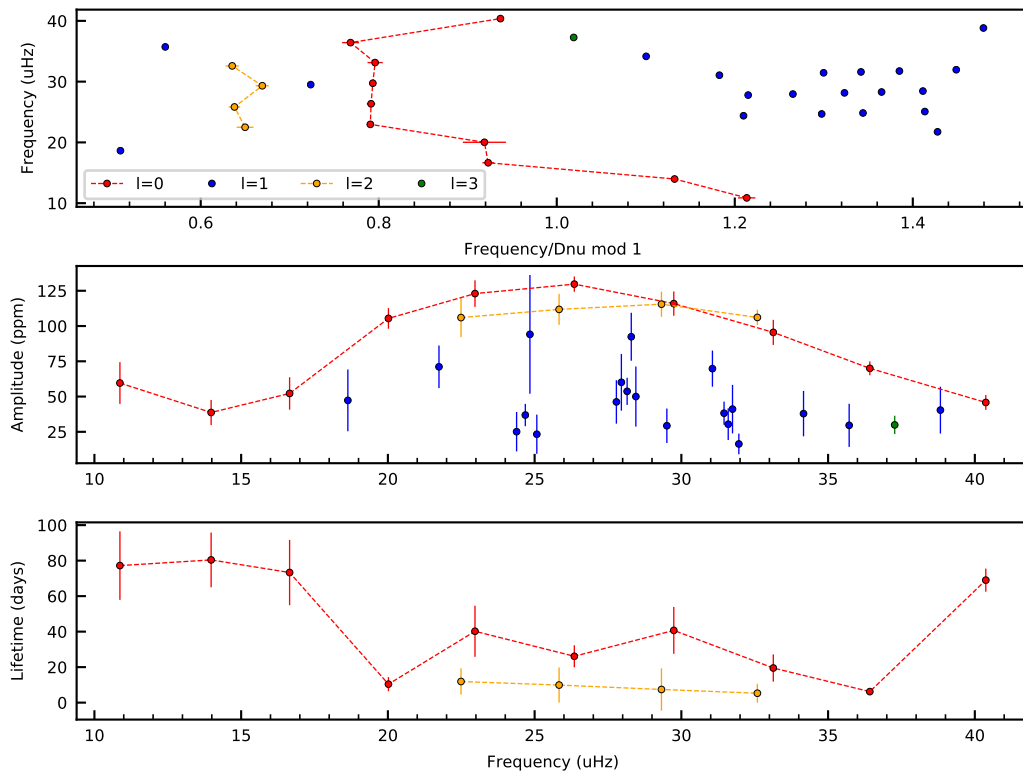 40
30
20
10
Frequency (uHz)
l=0 l=1 l=2 l=3
0.6 0.8 1.0 1.2 1.4
Frequency/Dnu mod 1
125
100
75
50
25
Amplitude (ppm)
10 15 20 25 30 35 40
100
80
60
40
20
0
Lifetime (days)
10 15 20 25 30 35 40
Frequency (uHz)